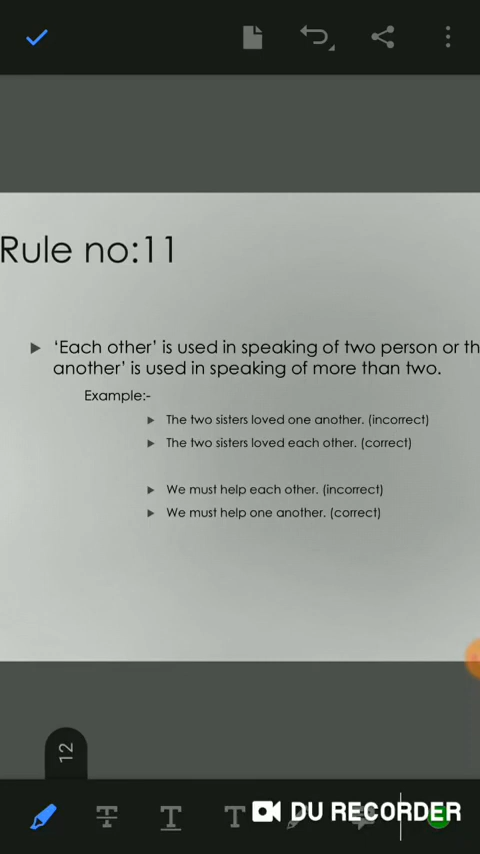 Rule no:11
‘Each other’ is used in speaking of two person or th
another’ is used in speaking of more than two.
Example:-
The two sisters loved one another. (incorrect)
The two sisters loved each other. (correct)
We must help each other. (incorrect)
We must help one another. (correct)
12
T T T
DU RECORDER